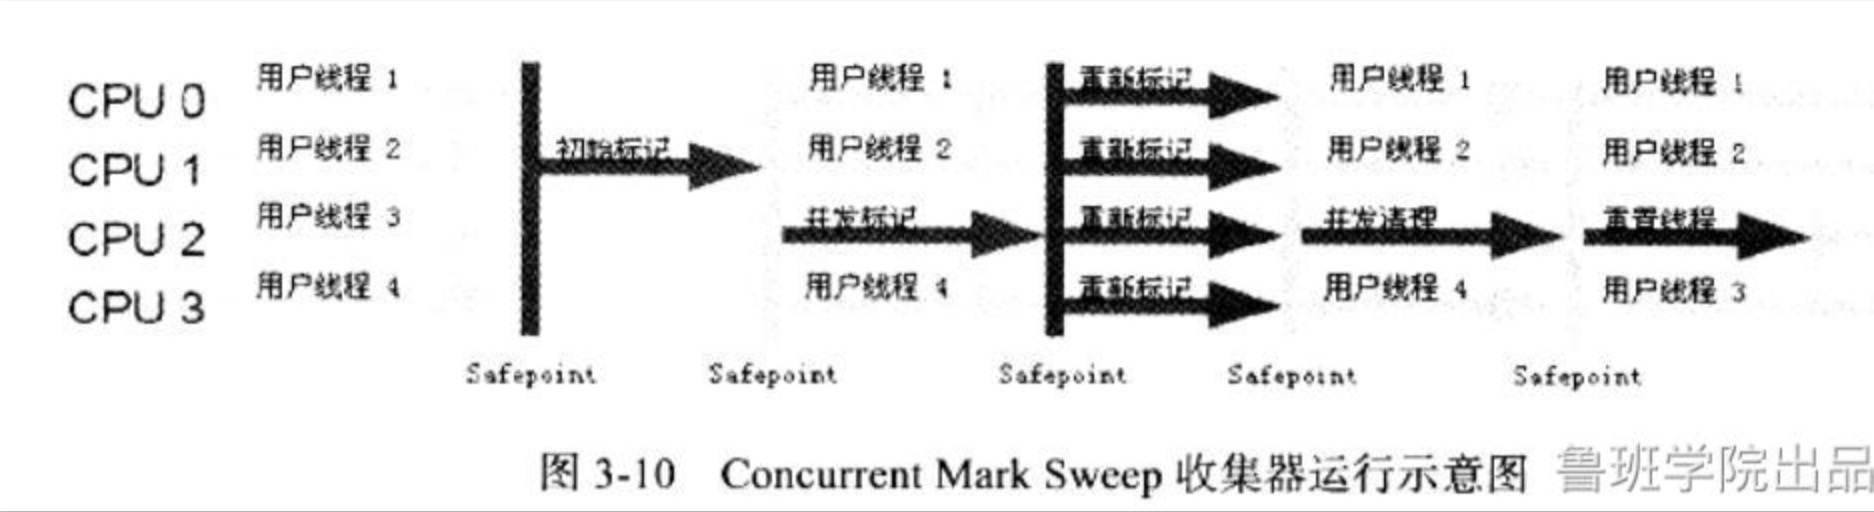 CPU 0 用户线程 1 用户线程 1 重新标记 用户线程 1 用户线程 1
CPU 1 用户线程 2 初始标记 用户线程 2 重新标记 用户线程 2 用户线程 2
CPU 2 用户线程 3 并发标记 重新标记 并发清理 重置线程
CPU 3 用户线程 4 用户线程 4 重新标记 用户线程 4 用户线程 3
Safepoint Safepoint Safepoint Safepoint Safepoint
图 3-10 Concurrent Mark Sweep 收集器运行示意图 鲁班学院出品